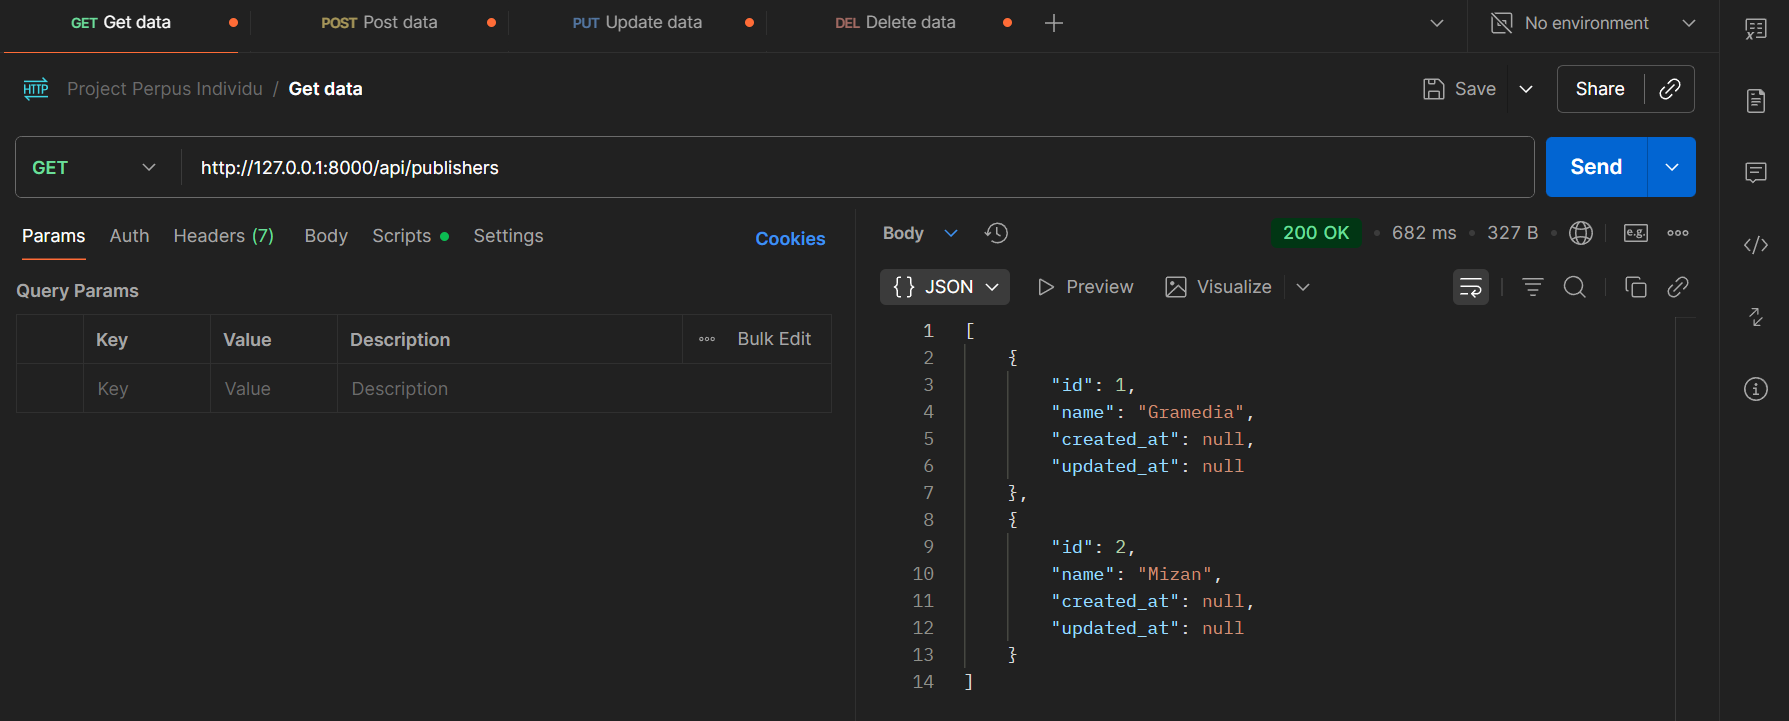 GET Get data POST Post data PUT Update data DEL Delete data No environment
HTTP Project Perpus Individu / Get data Save Share
GET http://127.0.0.1:8000/api/publishers Send
Params Auth Headers (7) Body Scripts Settings Cookies
Body 200 OK 682 ms 327 B e.g.
Query Params
{} JSON Preview Visualize
Key Value Description Bulk Edit
Key Value Description
1 [
2 {
3 "id": 1,
4 "name": "Gramedia",
5 "created_at": null,
6 "updated_at": null
7 },
8 {
9 "id": 2,
10 "name": "Mizan",
11 "created_at": null,
12 "updated_at": null
13 }
14 ]